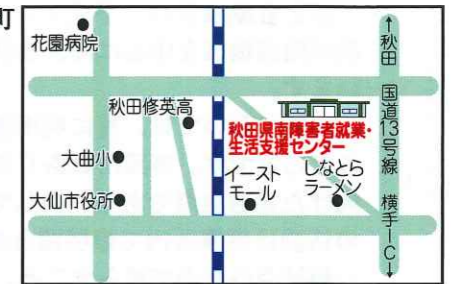 町
花園病院
↑秋田 国道13号線 横手IC↓
秋田修英高
秋田県南障害者就業・
生活支援センター
大曲小
イースト
モール
しなとら
ラーメン
大仙市役所